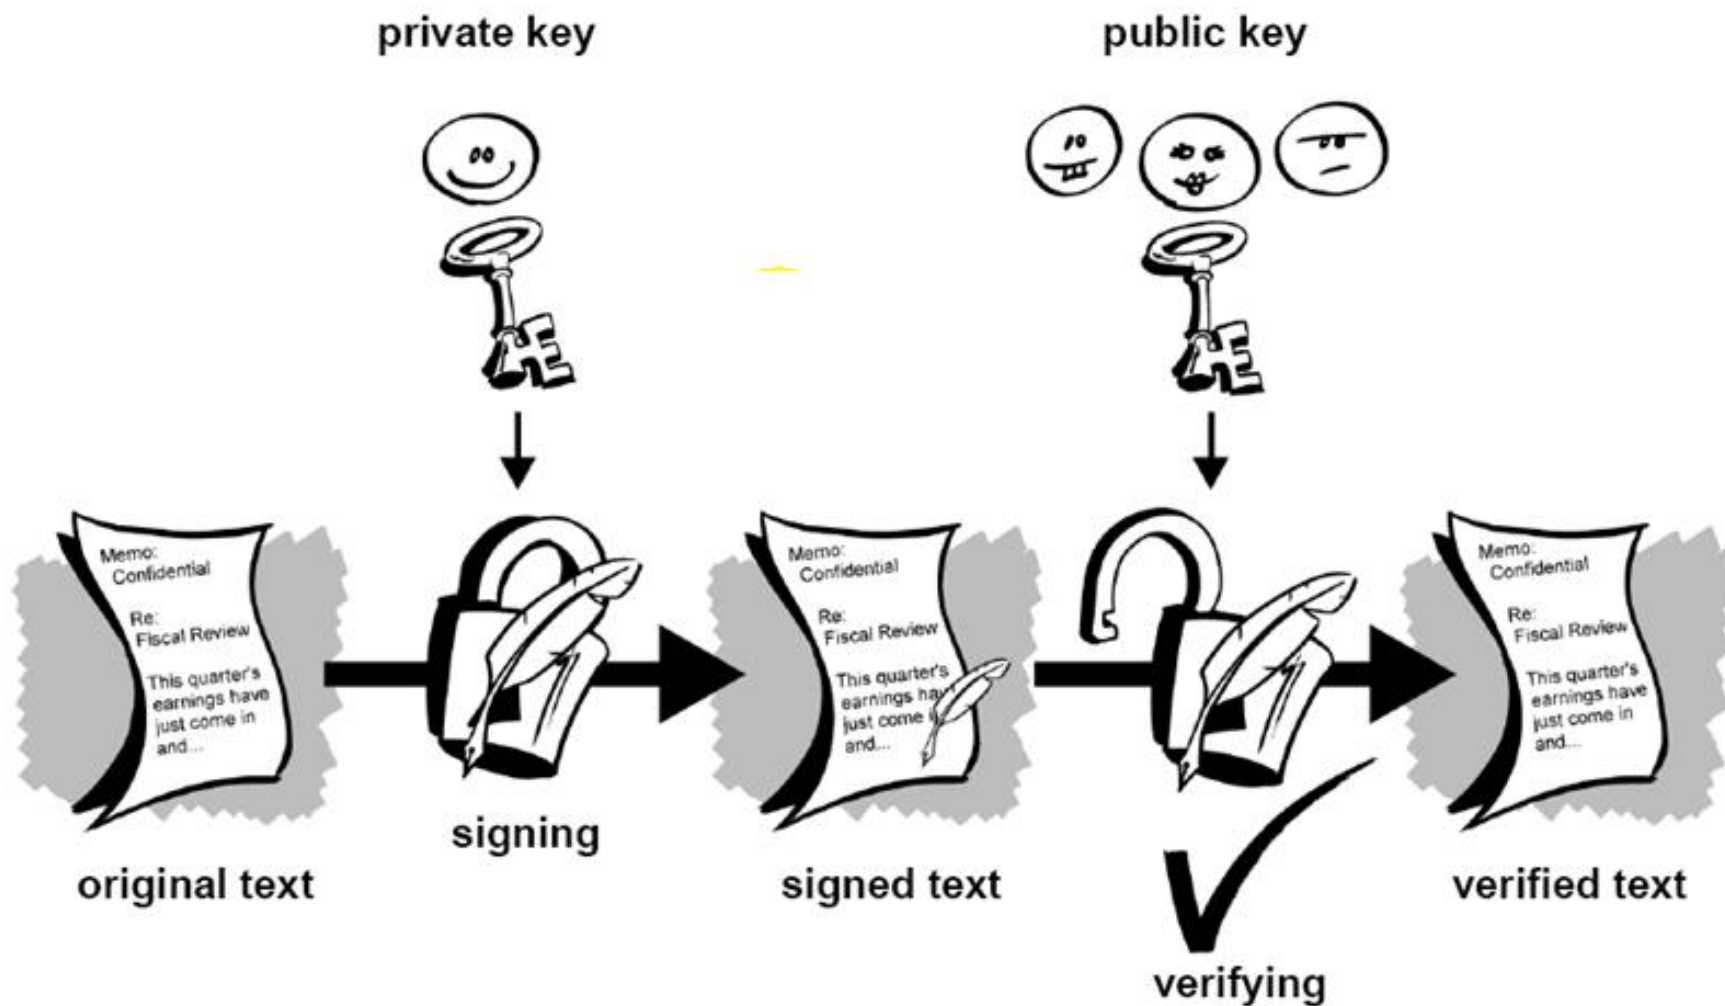 private key
public key
Memo:
Confidential
Re:
Fiscal Review
This quarter's
earnings have
just come in
and...
Memo:
Confidential
Re:
Fiscal Review
This quarter's
earnings hav
just come i
and...
Memo:
Confidential
Re:
Fiscal Review
This quarter's
earnings have
just come in
and...
signing
original text
signed text
verified text
verifying